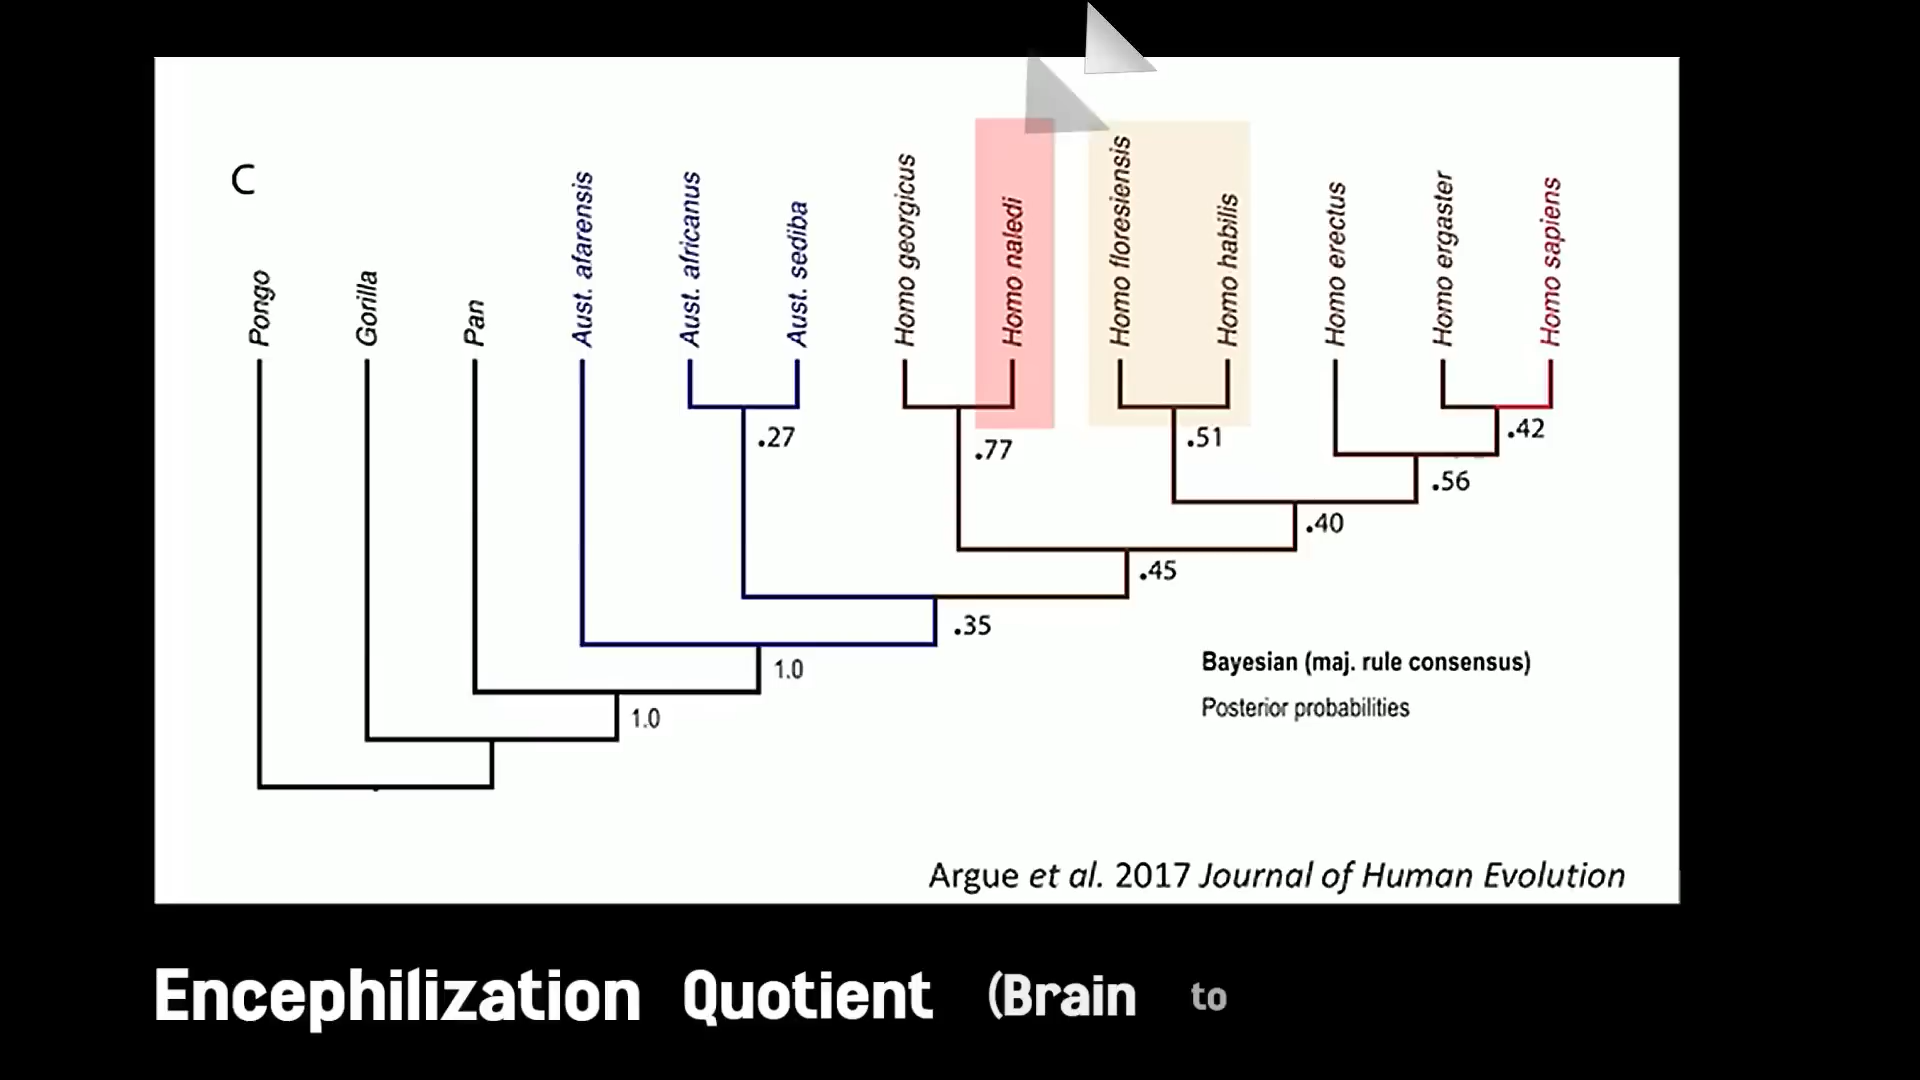 C
Pongo
Gorilla
Pan
Aust. afarensis
Aust. africanus
Aust. sediba
Homo georgicus
Homo naledi
Homo floresiensis
Homo habilis
Homo erectus
Homo ergaster
Homo sapiens
.27
.77
.51
.42
.56
.40
.45
.35
1.0
1.0
Bayesian (maj. rule consensus)
Posterior probabilities
Argue et al. 2017 Journal of Human Evolution
Encephilization Quotient (Brain to